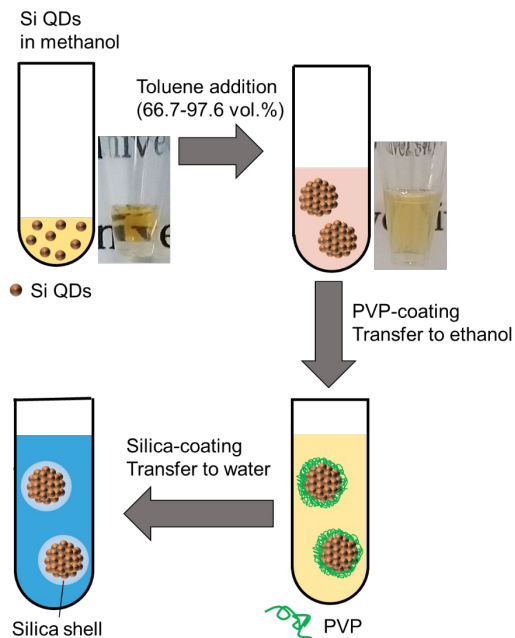 Si QDs
in methanol
Toluene addition
(66.7-97.6 vol.%)
Si QDs
PVP-coating
Transfer to ethanol
Silica-coating
Transfer to water
Silica shell
PVP